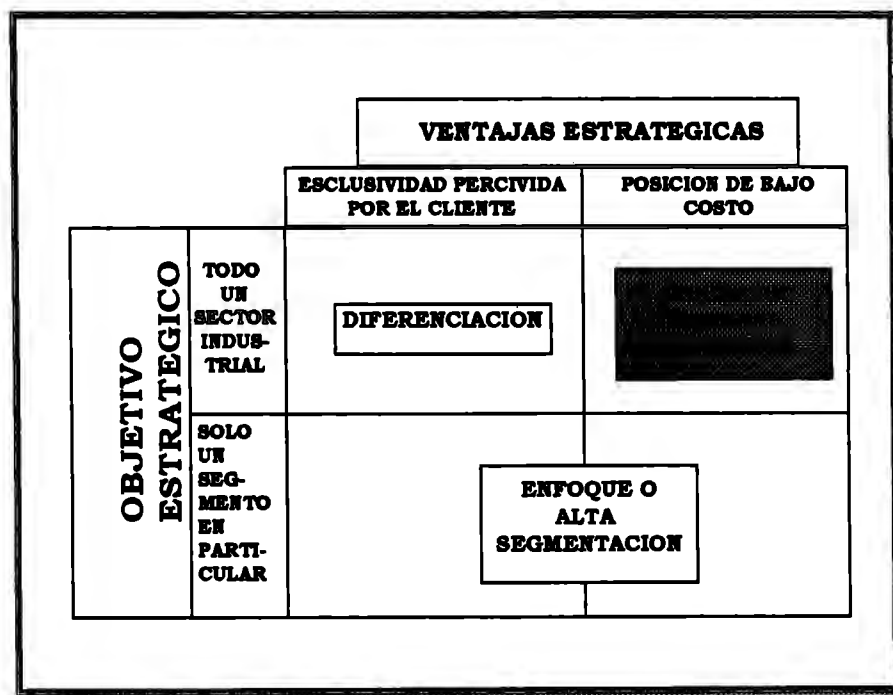 VENTAJAS ESTRATEGICAS
ESCLUSIVIDAD PERCIVIDA
POR EL CLIENTE
POSICION DE BAJO
COSTO
OBJETIVO
ESTRATEGICO
TODO
UN
SECTOR
INDUS-
TRIAL
DIFERENCIACION
SOLO
UN
SEG-
MENTO
EN
PARTI-
CULAR
ENFOQUE O
ALTA
SEGMENTACION